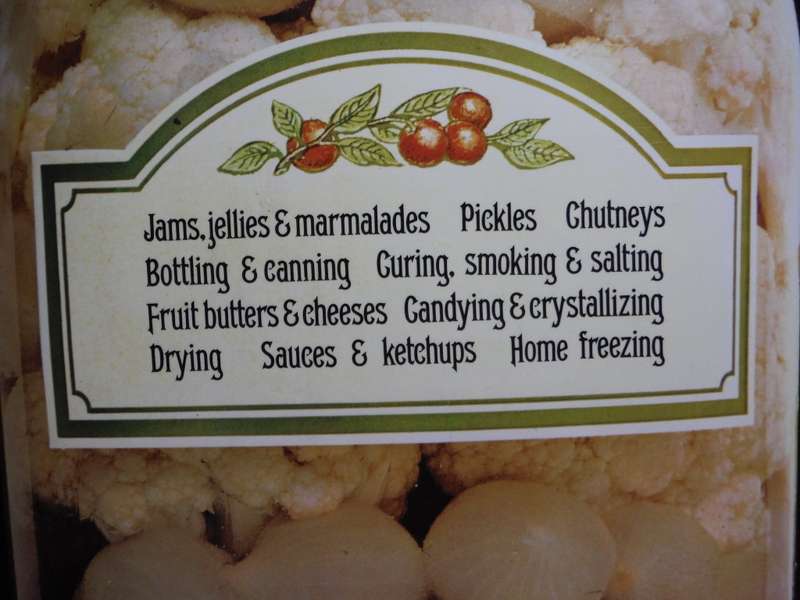 Jams, jellies & marmalades Pickles Chutneys
Bottling & canning Curing, smoking & salting
Fruit butters & cheeses Candying & crystallizing
Drying Sauces & ketchups Home freezing